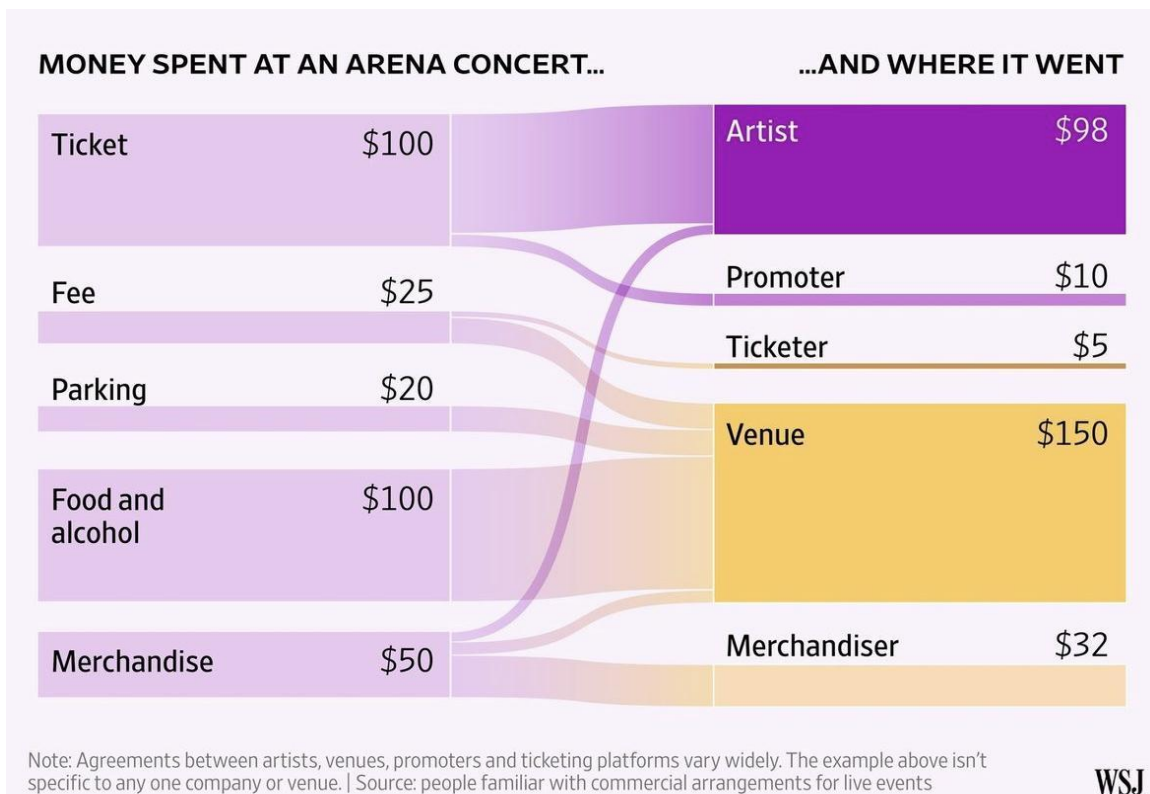 MONEY SPENT AT AN ARENA CONCERT...
...AND WHERE IT WENT
Ticket $100
Fee $25
Parking $20
Food and
alcohol $100
Merchandise $50
Artist $98
Promoter $10
Ticketer $5
Venue $150
Merchandiser $32
Note: Agreements between artists, venues, promoters and ticketing platforms vary widely. The example above isn't
specific to any one company or venue. | Source: people familiar with commercial arrangements for live events
WSJ